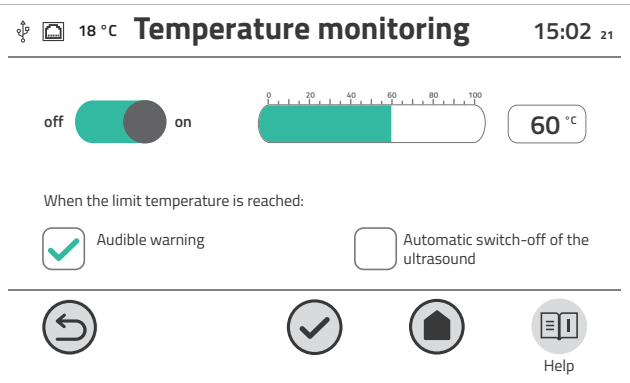 18 °C Temperature monitoring 15:02 21
0 20 40 60 80 100
off on 60 °C
When the limit temperature is reached:
Audible warning
Automatic switch-off of the
ultrasound
Help